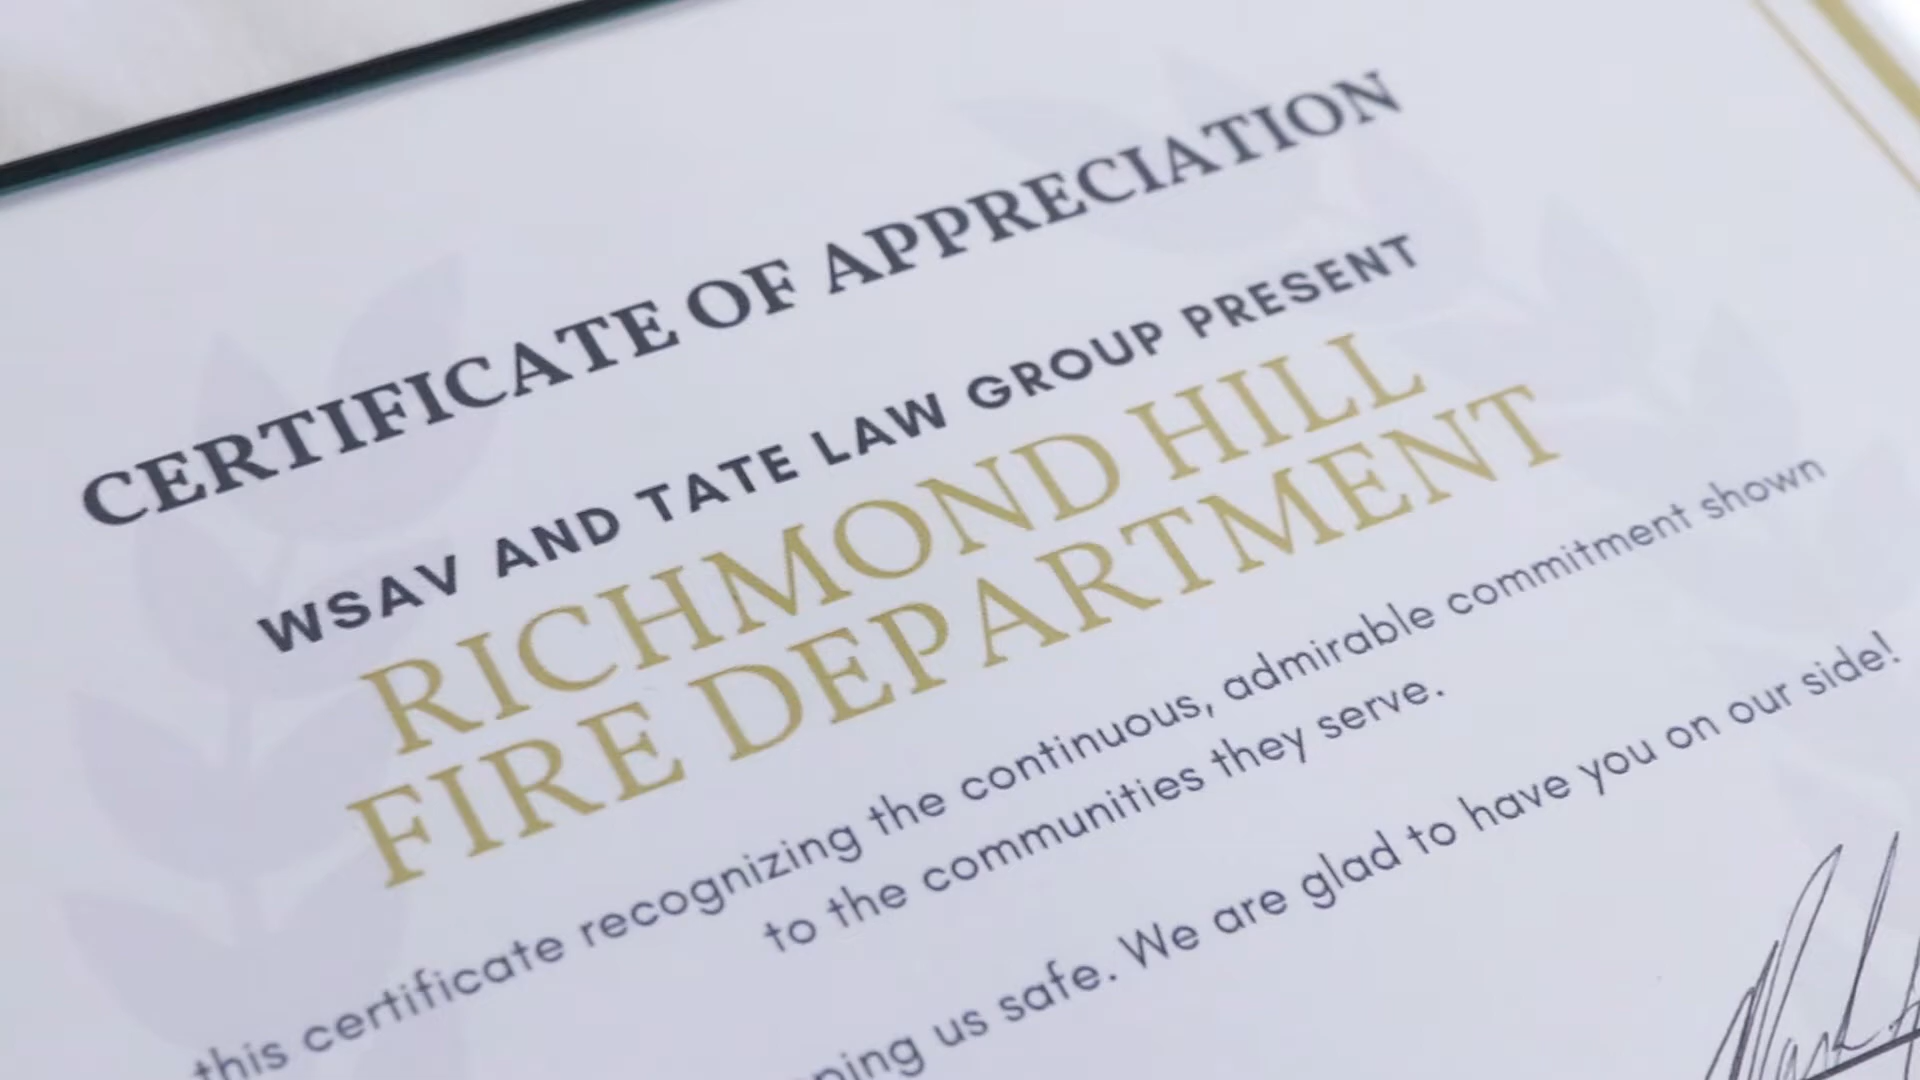 CERTIFICATE OF APPRECIATION
WSAV AND TATE LAW GROUP PRESENT
RICHMOND HILL
FIRE DEPARTMENT
this certificate recognizing the continuous, admirable commitment shown
to the communities they serve.
us safe. We are glad to have you on our side!